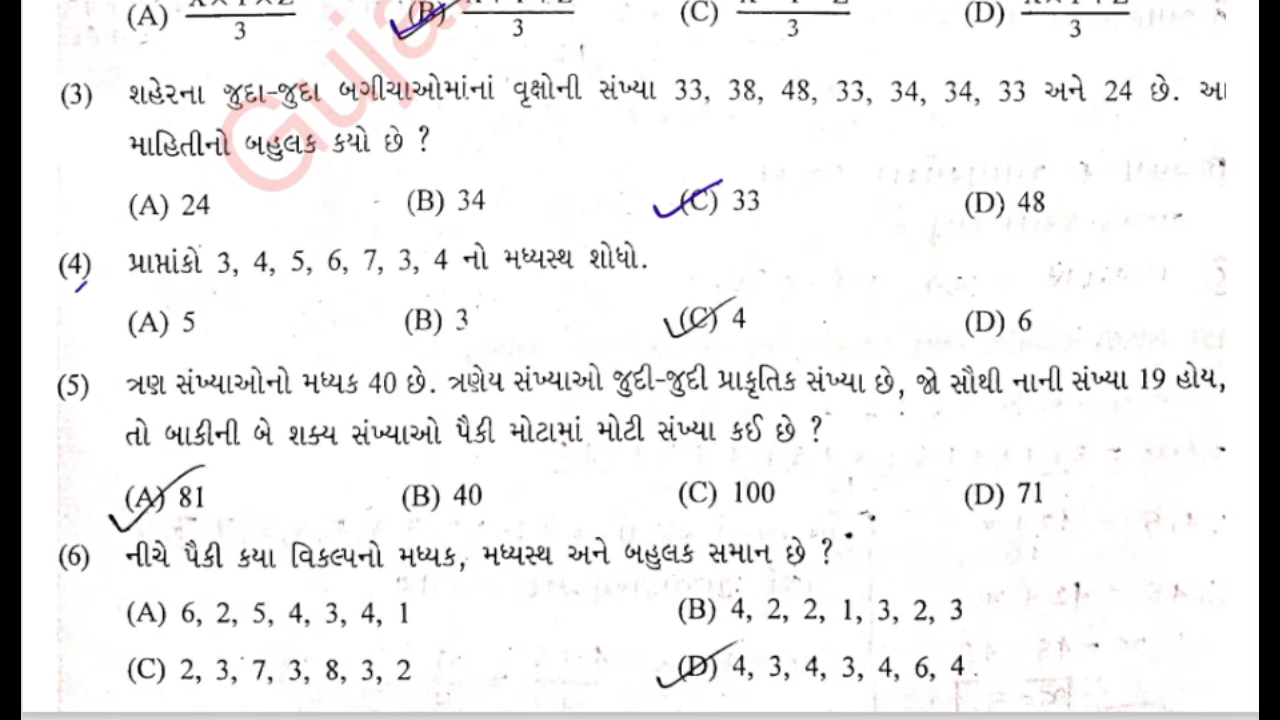 (A) 3 (B) 3 (C) 3 (D) 3
(3) શહેરના જુદા-જુદા બગીચાઓમાંનાં વૃક્ષોની સંખ્યા 33, 38, 48, 33, 34, 34, 33 અને 24 છે. આ
માહિતીનો બહુલક કયો છે ?
(A) 24 (B) 34 (C) 33 (D) 48
(4) પ્રાપ્તાંકો 3, 4, 5, 6, 7, 3, 4 નો મધ્યસ્થ શોધો.
(A) 5 (B) 3 (C) 4 (D) 6
(5) ત્રણ સંખ્યાઓનો મધ્યક 40 છે. ત્રણેય સંખ્યાઓ જુદી-જુદી પ્રાકૃતિક સંખ્યા છે, જો સૌથી નાની સંખ્યા 19 હોય,
તો બાકીની બે શક્ય સંખ્યાઓ પૈકી મોટામાં મોટી સંખ્યા કઈ છે ?
(A) 81 (B) 40 (C) 100 (D) 71
(6) નીચે પૈકી કયા વિકલ્પનો મધ્યક, મધ્યસ્થ અને બહુલક સમાન છે ?
(A) 6, 2, 5, 4, 3, 4, 1 (B) 4, 2, 2, 1, 3, 2, 3
(C) 2, 3, 7, 3, 8, 3, 2 (D) 4, 3, 4, 3, 4, 6, 4